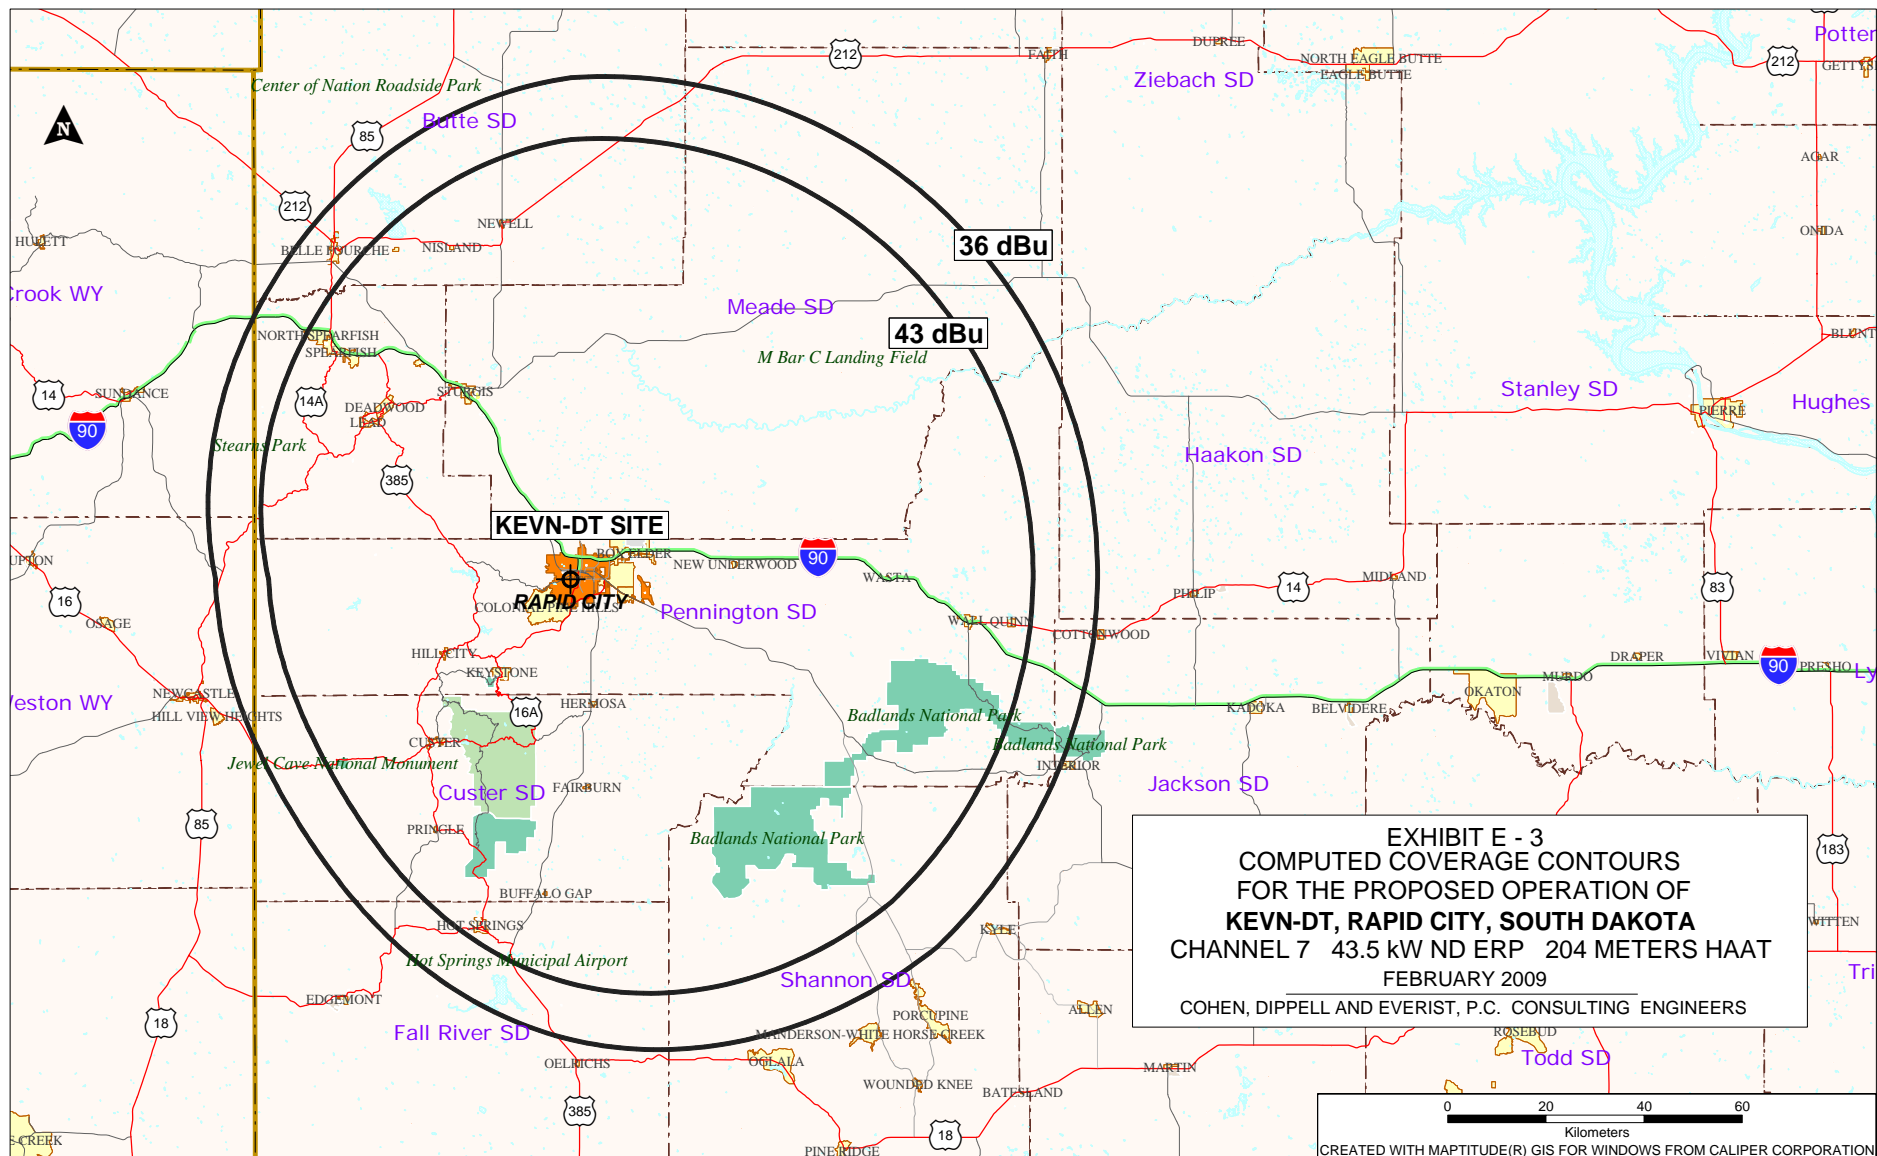 212
FAITH
DUPREE
NORTH EAGLE BUTTE
EAGLE BUTTE
212
Potter
Center of Nation Roadside Park
Ziebach SD
N
85
Butte SD
AGAR
212
NEWELL
HULETT
BELLE FOURCHE
NISLAND
36 dBu
ONIDA
Crook WY
Meade SD
43 dBu
NORTH SPEARFISH
SPEARFISH
M Bar C Landing Field
BLUNT
14
SUNDANCE
14A
DEADWOOD
LEAD
STURGIS
Stanley SD
PIERRE
Hughes
90
Stearns Park
Haakon SD
385
KEVN-DT SITE
UPTON
BOX ELDER
NEW UNDERWOOD
90
WASTA
MIDLAND
16
RAPID CITY
COLONIAL PINE HILLS
Pennington SD
PHILIP
14
83
OSAGE
WALL
QUINN
COTTONWOOD
HILL CITY
KEYSTONE
DRAPER
VIVIAN
90
PRESHO
Ly
Weston WY
NEWCASTLE
HILL VIEW HEIGHTS
16A
HERMOSA
Badlands National Park
KADOKA
BELVIDERE
OKATON
MURDO
CUSTER
Badlands National Park
Jewel Cave National Monument
INTERIOR
Custer SD
FAIRBURN
Jackson SD
85
PRINGLE
Badlands National Park
183
BUFFALO GAP
HOT SPRINGS
KYLE
WITTEN
Hot Springs Municipal Airport
Shannon SD
Tri
EDGEMONT
PORCUPINE
ALLEN
18
Fall River SD
MANDERSON-WHITE HORSE CREEK
ROSEBUD
OELRICHS
OGLALA
MARTIN
Todd SD
WOUNDED KNEE
BATESLAND
385
18
PINE RIDGE
S CREEK
EXHIBIT E - 3
COMPUTED COVERAGE CONTOURS
FOR THE PROPOSED OPERATION OF
KEVN-DT, RAPID CITY, SOUTH DAKOTA
CHANNEL 7 43.5 kW ND ERP 204 METERS HAAT
FEBRUARY 2009
COHEN, DIPPELL AND EVERIST, P.C. CONSULTING ENGINEERS
0 20 40 60
Kilometers
CREATED WITH MAPTITUDE(R) GIS FOR WINDOWS FROM CALIPER CORPORATION